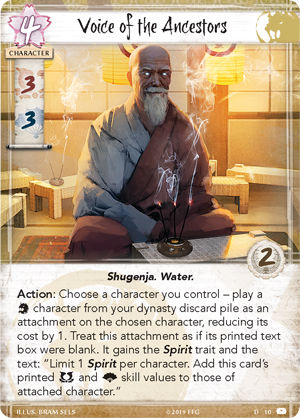 Voice of the Ancestors
4
CHARACTER
3
3
2
Shugenja. Water.
Action: Choose a character you control – play a
character from your dynasty discard pile as an
attachment on the chosen character, reducing its
cost by 1. Treat this attachment as if its printed text
box were blank. It gains the Spirit trait and the
text: “Limit 1 Spirit per character. Add this card’s
printed and skill values to those of
attached character.”
ILLUS. BRAM SELS
©2019 FFG
D 10